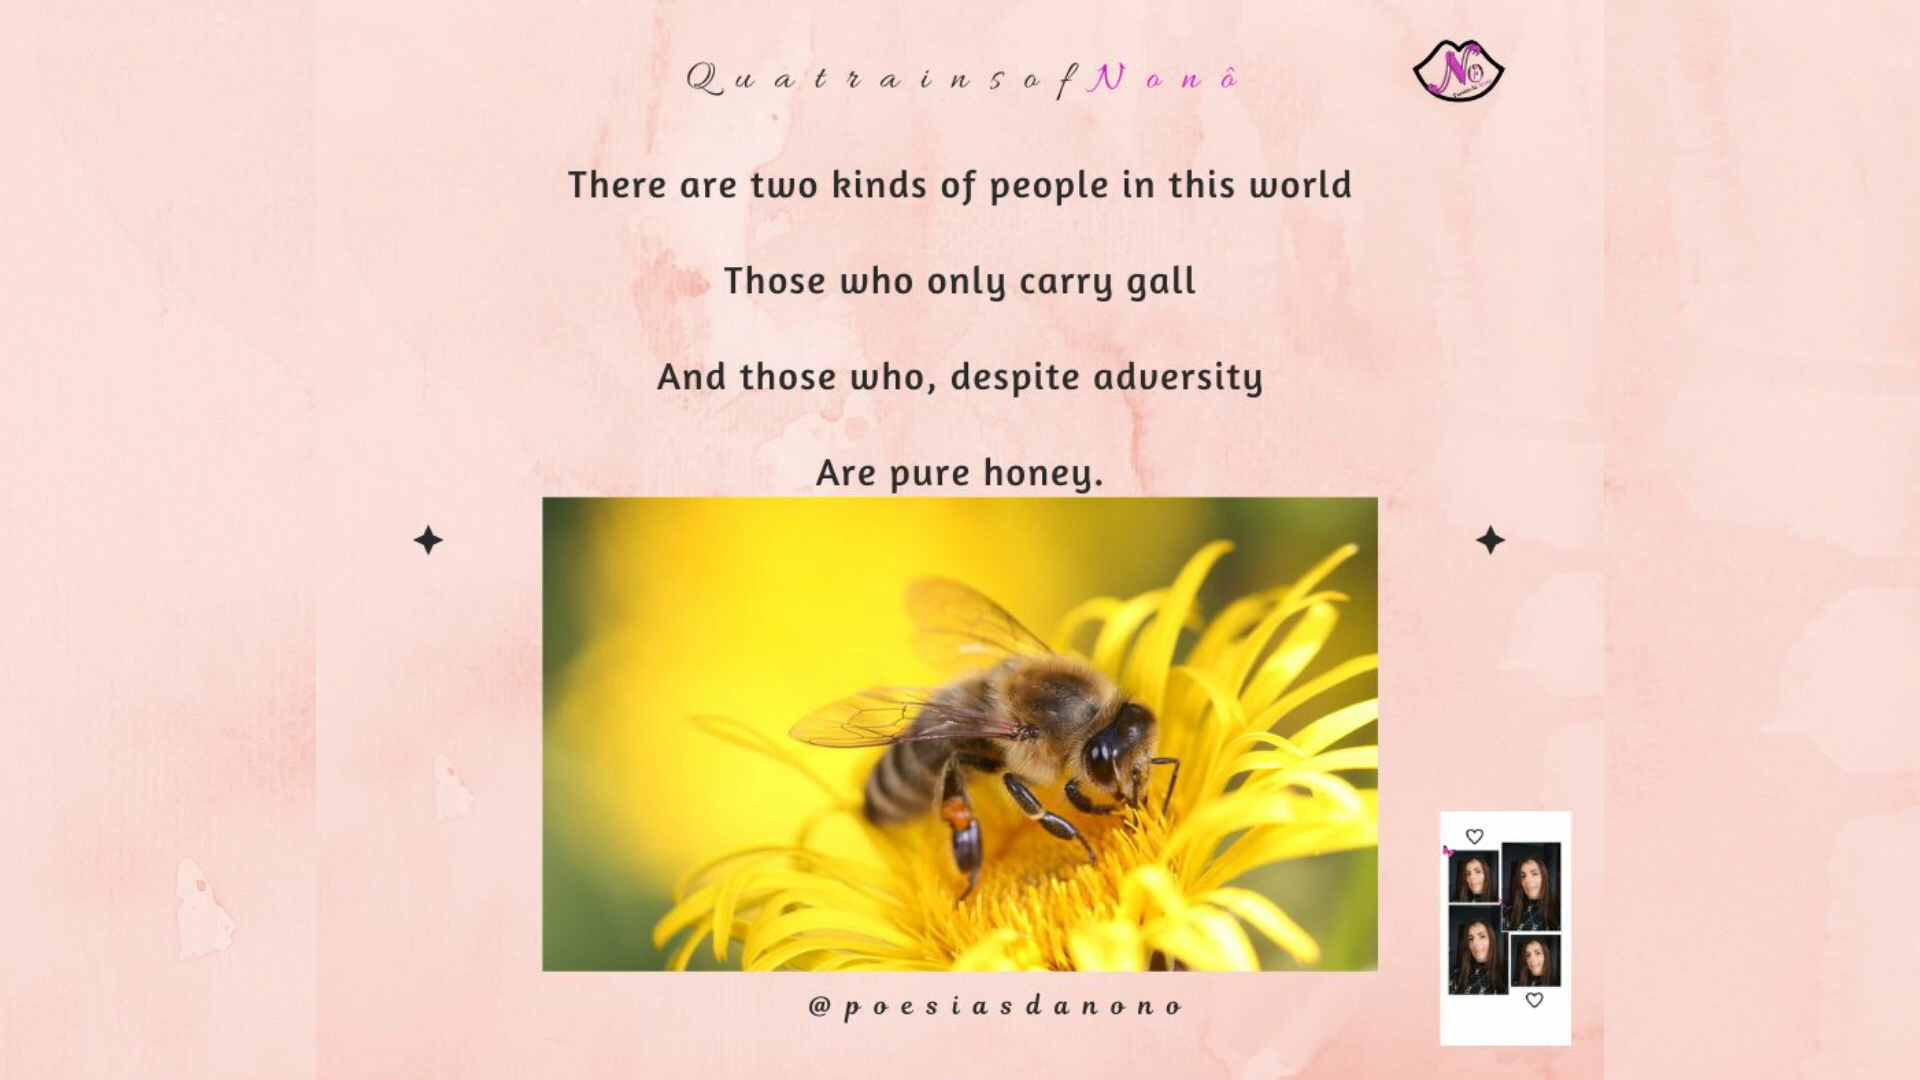 Quatrains of Nonô
No
There are two kinds of people in this world
Those who only carry gall
And those who, despite adversity
Are pure honey.
@poesiasdanono